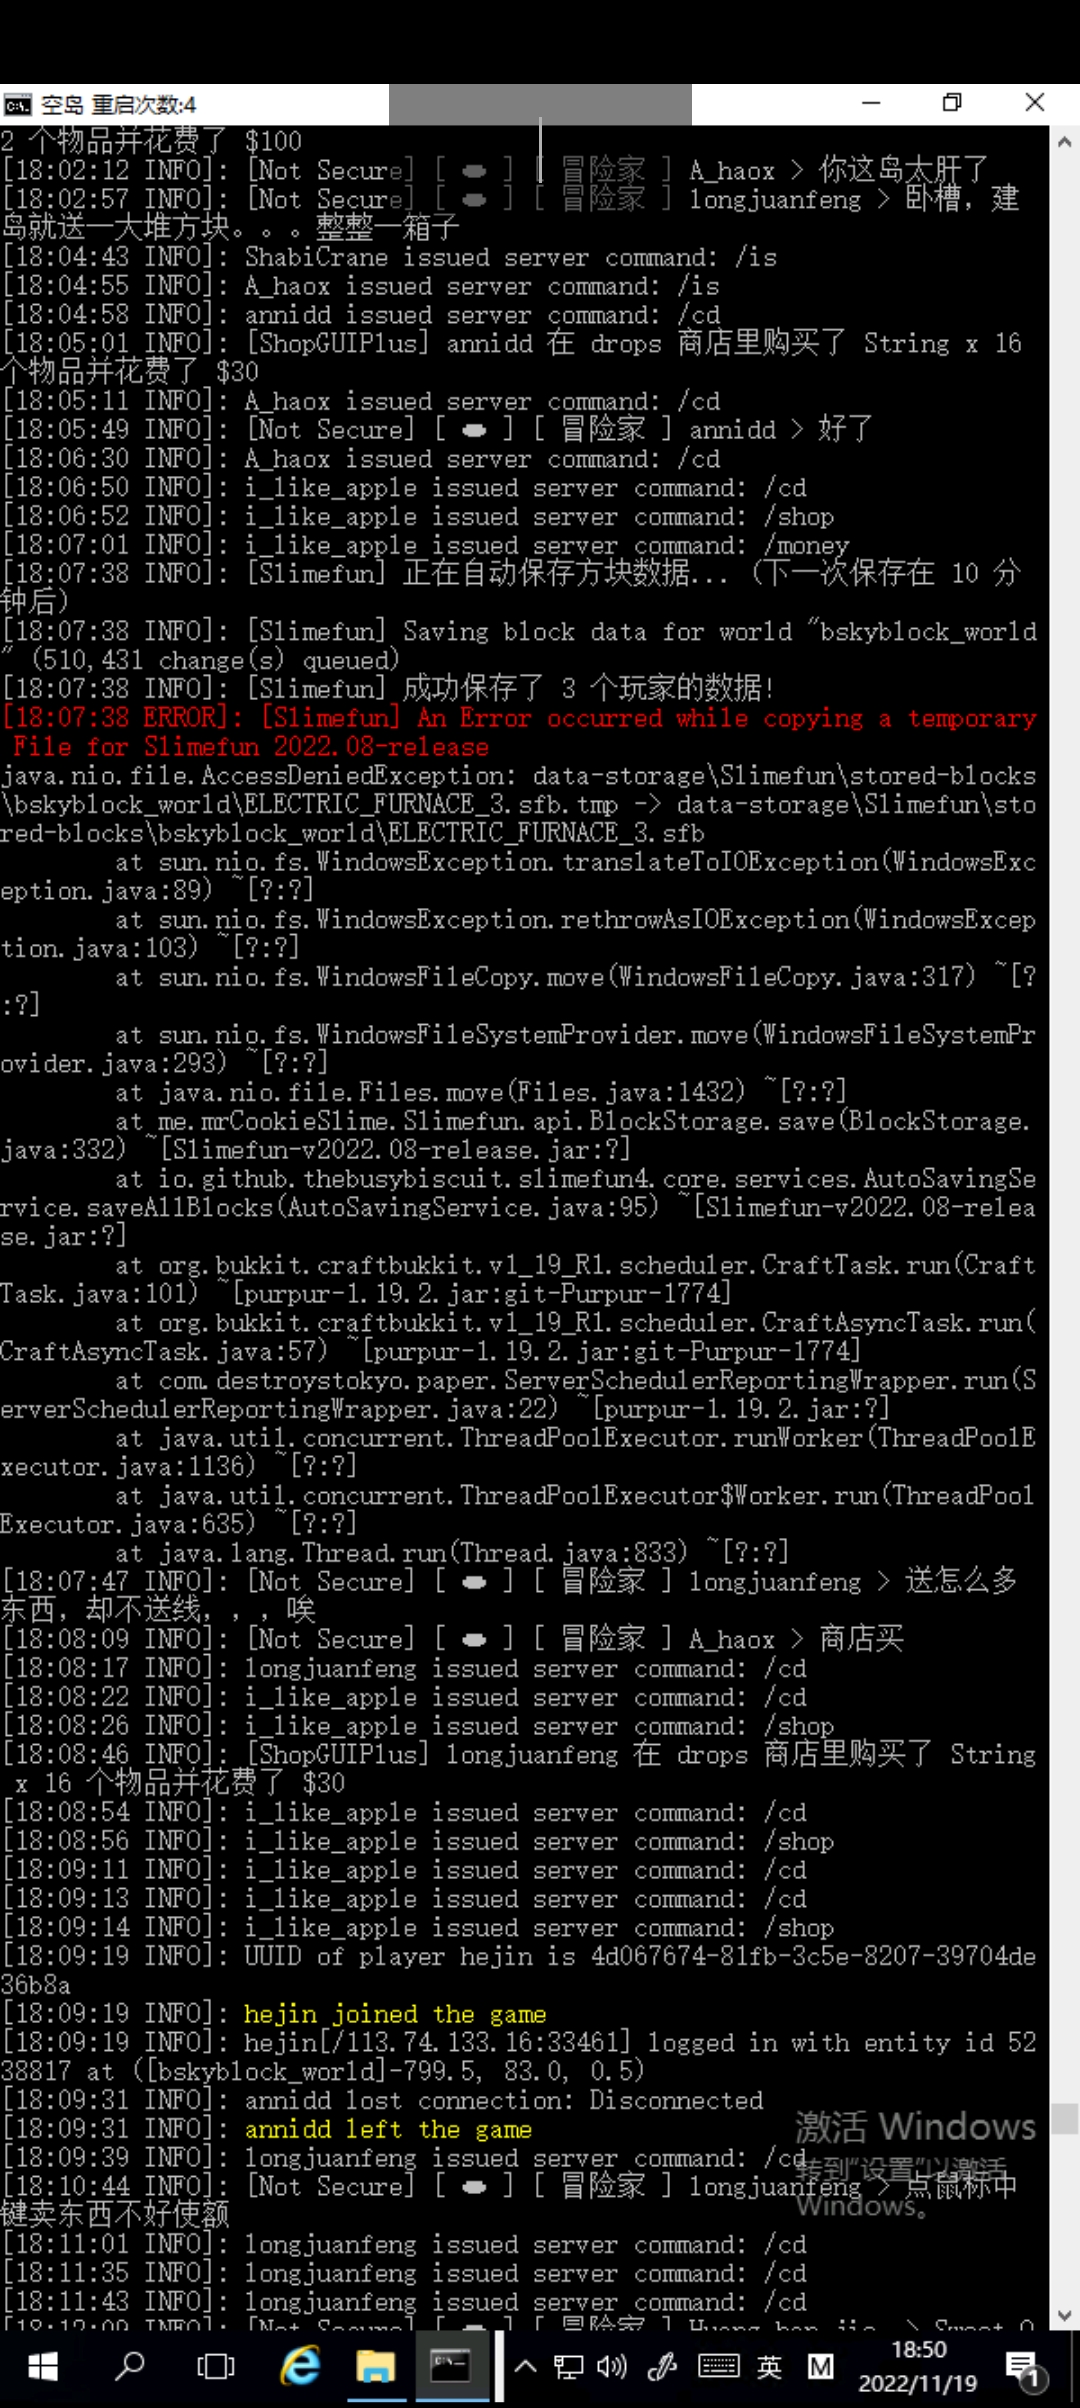 空岛 重启次数:4
2 个物品并花费了 $100
[18:02:12 INFO]: [Not Secure] [ ] [ 冒险家 ] A_haox > 你这岛太肝了
[18:02:57 INFO]: [Not Secure] [ ] [ 冒险家 ] longjuanfeng > 卧槽，建
岛就送一大堆方块。。。整整一箱子
[18:04:43 INFO]: ShabiCrane issued server command: /is
[18:04:55 INFO]: A_haox issued server command: /is
[18:04:58 INFO]: annidd issued server command: /cd
[18:05:01 INFO]: [ShopGUIPlus] annidd 在 drops 商店里购买了 String x 16
个物品并花费了 $30
[18:05:11 INFO]: A_haox issued server command: /cd
[18:05:49 INFO]: [Not Secure] [ ] [ 冒险家 ] annidd > 好了
[18:06:30 INFO]: A_haox issued server command: /cd
[18:06:50 INFO]: i_like_apple issued server command: /cd
[18:06:52 INFO]: i_like_apple issued server command: /shop
[18:07:01 INFO]: i_like_apple issued server command: /money
[18:07:38 INFO]: [Slimefun] 正在自动保存方块数据... (下一次保存在 10 分
钟后)
[18:07:38 INFO]: [Slimefun] Saving block data for world "bskyblock_world
" (510,431 change(s) queued)
[18:07:38 INFO]: [Slimefun] 成功保存了 3 个玩家的数据!
[18:07:38 ERROR]: [Slimefun] An Error occurred while copying a temporary
File for Slimefun 2022.08-release
java.nio.file.AccessDeniedException: data-storage\Slimefun\stored-blocks
\bskyblock_world\ELECTRIC_FURNACE_3.sfb.tmp -> data-storage\Slimefun\sto
red-blocks\bskyblock_world\ELECTRIC_FURNACE_3.sfb
at sun.nio.fs.WindowsException.translateToIOException(WindowsExc
eption.java:89) ~[?:?]
at sun.nio.fs.WindowsException.rethrowAsIOException(WindowsExcep
tion.java:103) ~[?:?]
at sun.nio.fs.WindowsFileCopy.move(WindowsFileCopy.java:317) ~[?
:?]
at sun.nio.fs.WindowsFileSystemProvider.move(WindowsFileSystemPr
ovider.java:293) ~[?:?]
at java.nio.file.Files.move(Files.java:1432) ~[?:?]
at me.mrCookieSlime.Slimefun.api.BlockStorage.save(BlockStorage.
java:332) ~[Slimefun-v2022.08-release.jar:?]
at io.github.thebusybiscuit.slimefun4.core.services.AutoSavingSe
rvice.saveAllBlocks(AutoSavingService.java:95) ~[Slimefun-v2022.08-relea
se.jar:?]
at org.bukkit.craftbukkit.v1_19_R1.scheduler.CraftTask.run(Craft
Task.java:101) ~[purpur-1.19.2.jar:git-Purpur-1774]
at org.bukkit.craftbukkit.v1_19_R1.scheduler.CraftAsyncTask.run(
CraftAsyncTask.java:57) ~[purpur-1.19.2.jar:git-Purpur-1774]
at com.destroystokyo.paper.ServerSchedulerReportingWrapper.run(S
erverSchedulerReportingWrapper.java:22) ~[purpur-1.19.2.jar:?]
at java.util.concurrent.ThreadPoolExecutor.runWorker(ThreadPoolE
xecutor.java:1136) ~[?:?]
at java.util.concurrent.ThreadPoolExecutor$Worker.run(ThreadPool
Executor.java:635) ~[?:?]
at java.lang.Thread.run(Thread.java:833) ~[?:?]
[18:07:47 INFO]: [Not Secure] [ ] [ 冒险家 ] longjuanfeng > 送怎么多
东西，却不送线，，，唉
[18:08:09 INFO]: [Not Secure] [ ] [ 冒险家 ] A_haox > 商店买
[18:08:17 INFO]: longjuanfeng issued server command: /cd
[18:08:22 INFO]: i_like_apple issued server command: /cd
[18:08:26 INFO]: i_like_apple issued server command: /shop
[18:08:46 INFO]: [ShopGUIPlus] longjuanfeng 在 drops 商店里购买了 String
x 16 个物品并花费了 $30
[18:08:54 INFO]: i_like_apple issued server command: /cd
[18:08:56 INFO]: i_like_apple issued server command: /shop
[18:09:11 INFO]: i_like_apple issued server command: /cd
[18:09:13 INFO]: i_like_apple issued server command: /cd
[18:09:14 INFO]: i_like_apple issued server command: /shop
[18:09:19 INFO]: UUID of player hejin is 4d067674-81fb-3c5e-8207-39704de
36b8a
[18:09:19 INFO]: hejin joined the game
[18:09:19 INFO]: hejin[/113.74.133.16:33461] logged in with entity id 52
38817 at ([bskyblock_world]-799.5, 83.0, 0.5)
[18:09:31 INFO]: annidd lost connection: Disconnected
[18:09:31 INFO]: annidd left the game
[18:09:39 INFO]: longjuanfeng issued server command: /cd
[18:10:44 INFO]: [Not Secure] [ ] [ 冒险家 ] longjuanfeng > 点鼠标中
键卖东西不好使额
[18:11:01 INFO]: longjuanfeng issued server command: /cd
[18:11:35 INFO]: longjuanfeng issued server command: /cd
[18:11:43 INFO]: longjuanfeng issued server command: /cd
激活 Windows
转到"设置"以激活
Windows。
英
M
18:50
2022/11/19
1